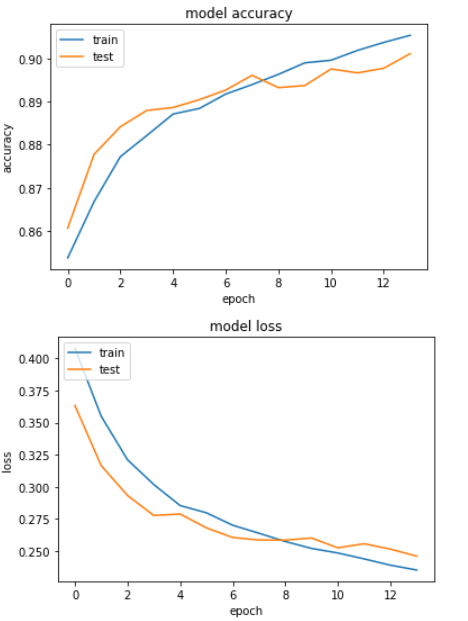 model accuracy
train
test
0.90
0.89
0.88
0.87
0.86
accuracy
0 2 4 6 8 10 12
epoch
model loss
train
test
0.400
0.375
0.350
0.325
0.300
0.275
0.250
loss
0 2 4 6 8 10 12
epoch